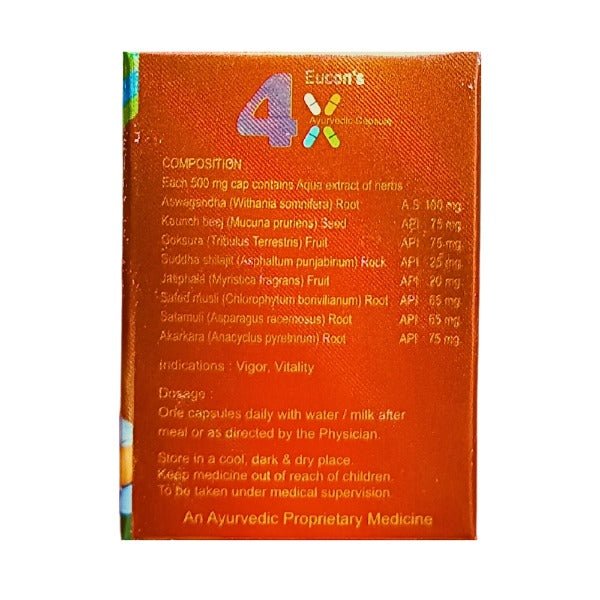 Eucon's
4X
Ayurvedic Capsule
COMPOSITION
Each 500 mg cap contains Aqua extract of herbs :
Aswagandha (Withania somnifera) Root A.S 100 mg.
Kaunch beej (Mucuna pruriens) Seed API 75 mg.
Goksura (Tribulus Terrestris) Fruit API 75 mg.
Suddha shilajit (Asphaltum punjabinum) Rock API 25 mg.
Jatiphala (Myristica fragrans) Fruit API 20 mg.
Safed musli (Chlorophytum borivilianum) Root API 65 mg.
Satamuli (Asparagus racemosus) Root API 65 mg.
Akarkara (Anacyclus pyrethrum) Root API 75 mg.
Indications : Vigor, Vitality
Dosage :
One capsules daily with water / milk after
meal or as directed by the Physician.
Store in a cool, dark & dry place.
Keep medicine out of reach of children.
To be taken under medical supervision.
An Ayurvedic Proprietary Medicine